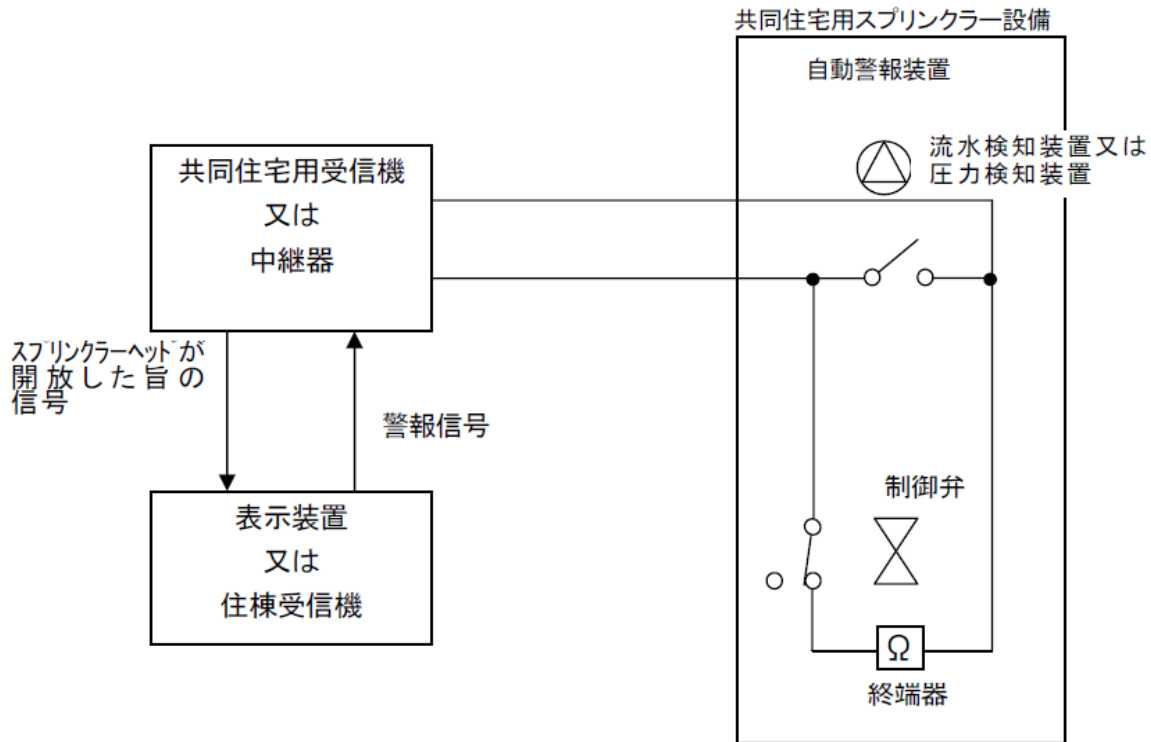 共同住宅用スプリンクラー設備
自動警報装置
流水検知装置又は
圧力検知装置
共同住宅用受信機
又は
中継器
スプリンクラーヘッドが
開放した旨の
信号
警報信号
表示装置
又は
住棟受信機
制御弁
Ω
終端器